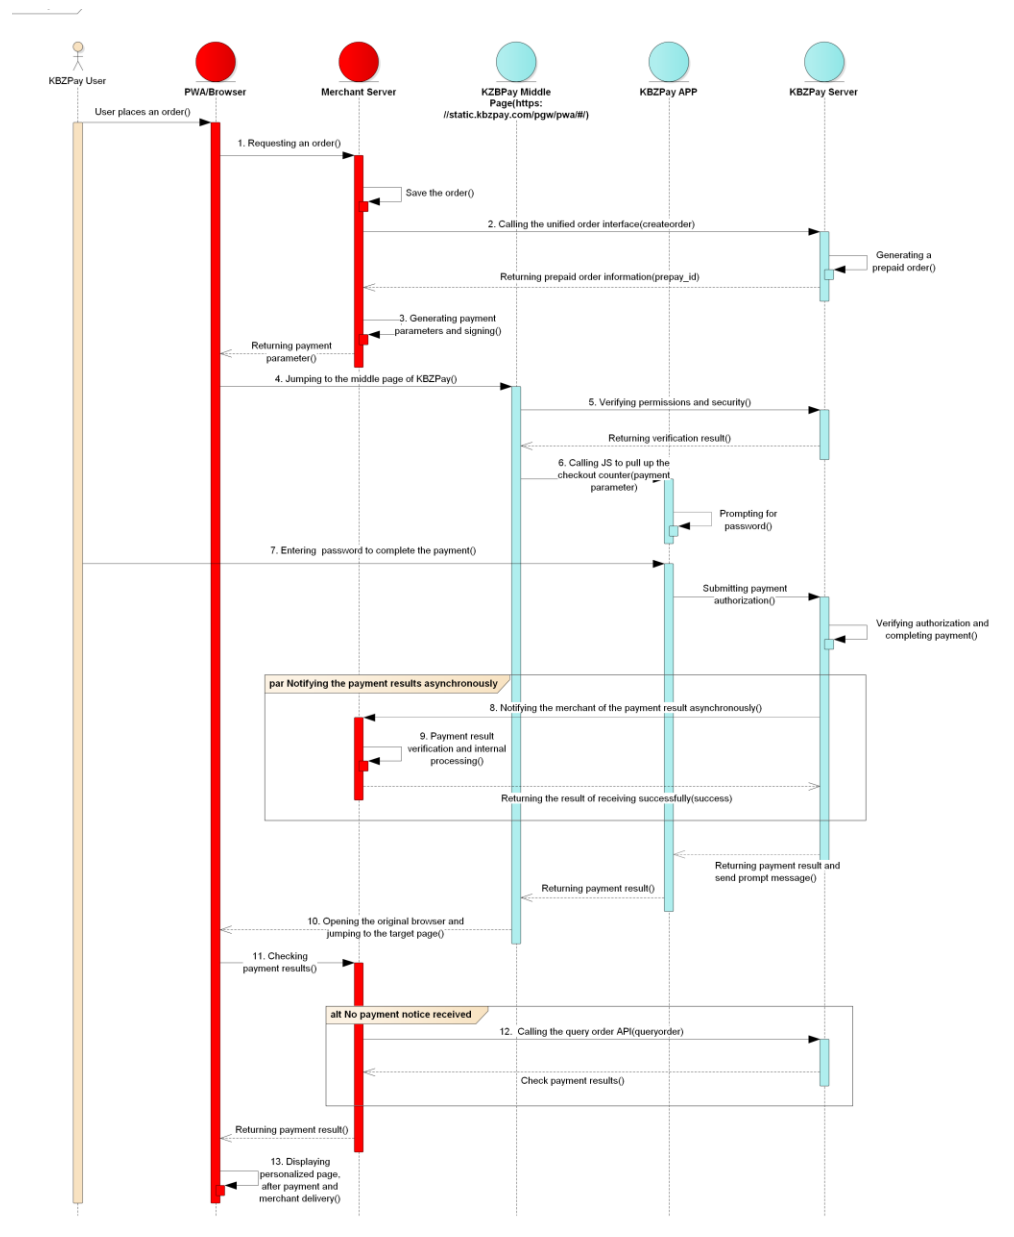 KBZPay User
PWA/Browser
Merchant Server
KZBPay Middle
Page(https:
//static.kbzpay.com/pgw/pwa/#/)
KBZPay APP
KBZPay Server
User places an order()
1. Requesting an order()
Save the order()
2. Calling the unified order interface(createorder)
Generating a
prepaid order()
Returning prepaid order information(prepay_id)
3. Generating payment
parameters and signing()
Returning payment
parameter()
4. Jumping to the middle page of KBZPay()
5. Verifying permissions and security()
Returning verification result()
6. Calling JS to pull up the
checkout counter(payment
parameter)
Prompting for
password()
7. Entering  password to complete the payment()
Submitting payment
authorization()
Verifying authorization and
completing payment()
par Notifying the payment results asynchronously
8. Notifying the merchant of the payment result asynchronously()
9. Payment result
verification and internal
processing()
Returning the result of receiving successfully(success)
Returning payment result and
send prompt message()
Returning payment result()
10. Opening the original browser and
jumping to the target page()
11. Checking
payment results()
alt No payment notice received
12.  Calling the query order API(queryorder)
Check payment results()
Returning payment result()
13. Displaying
personalized page,
after payment and
merchant delivery()